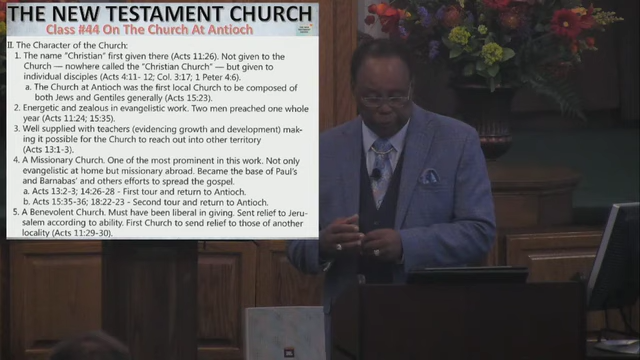 THE NEW TESTAMENT CHURCH
Class #44 On The Church At Antioch
II. The Character of the Church:
1. The name "Christian" first given there (Acts 11:26). Not given to the
Church — nowhere called the "Christian Church" — but given to
individual disciples (Acts 4:11- 12; Col. 3:17; 1 Peter 4:6).
a. The Church at Antioch was the first local Church to be composed of
both Jews and Gentiles generally (Acts 15:23).
2. Energetic and zealous in evangelistic work. Two men preached one whole
year (Acts 11:24; 15:35).
3. Well supplied with teachers (evidencing growth and development) mak-
ing it possible for the Church to reach out into other territory
(Acts 13:1-3).
4. A Missionary Church. One of the most prominent in this work. Not only
evangelistic at home but missionary abroad. Became the base of Paul's
and Barnabas' and others efforts to spread the gospel.
a. Acts 13:2-3; 14:26-28 - First tour and return to Antioch.
b. Acts 15:35-36; 18:22-23 - Second tour and return to Antioch.
5. A Benevolent Church. Must have been liberal in giving. Sent relief to Jeru-
salem according to ability. First Church to send relief to those of another
locality (Acts 11:29-30).